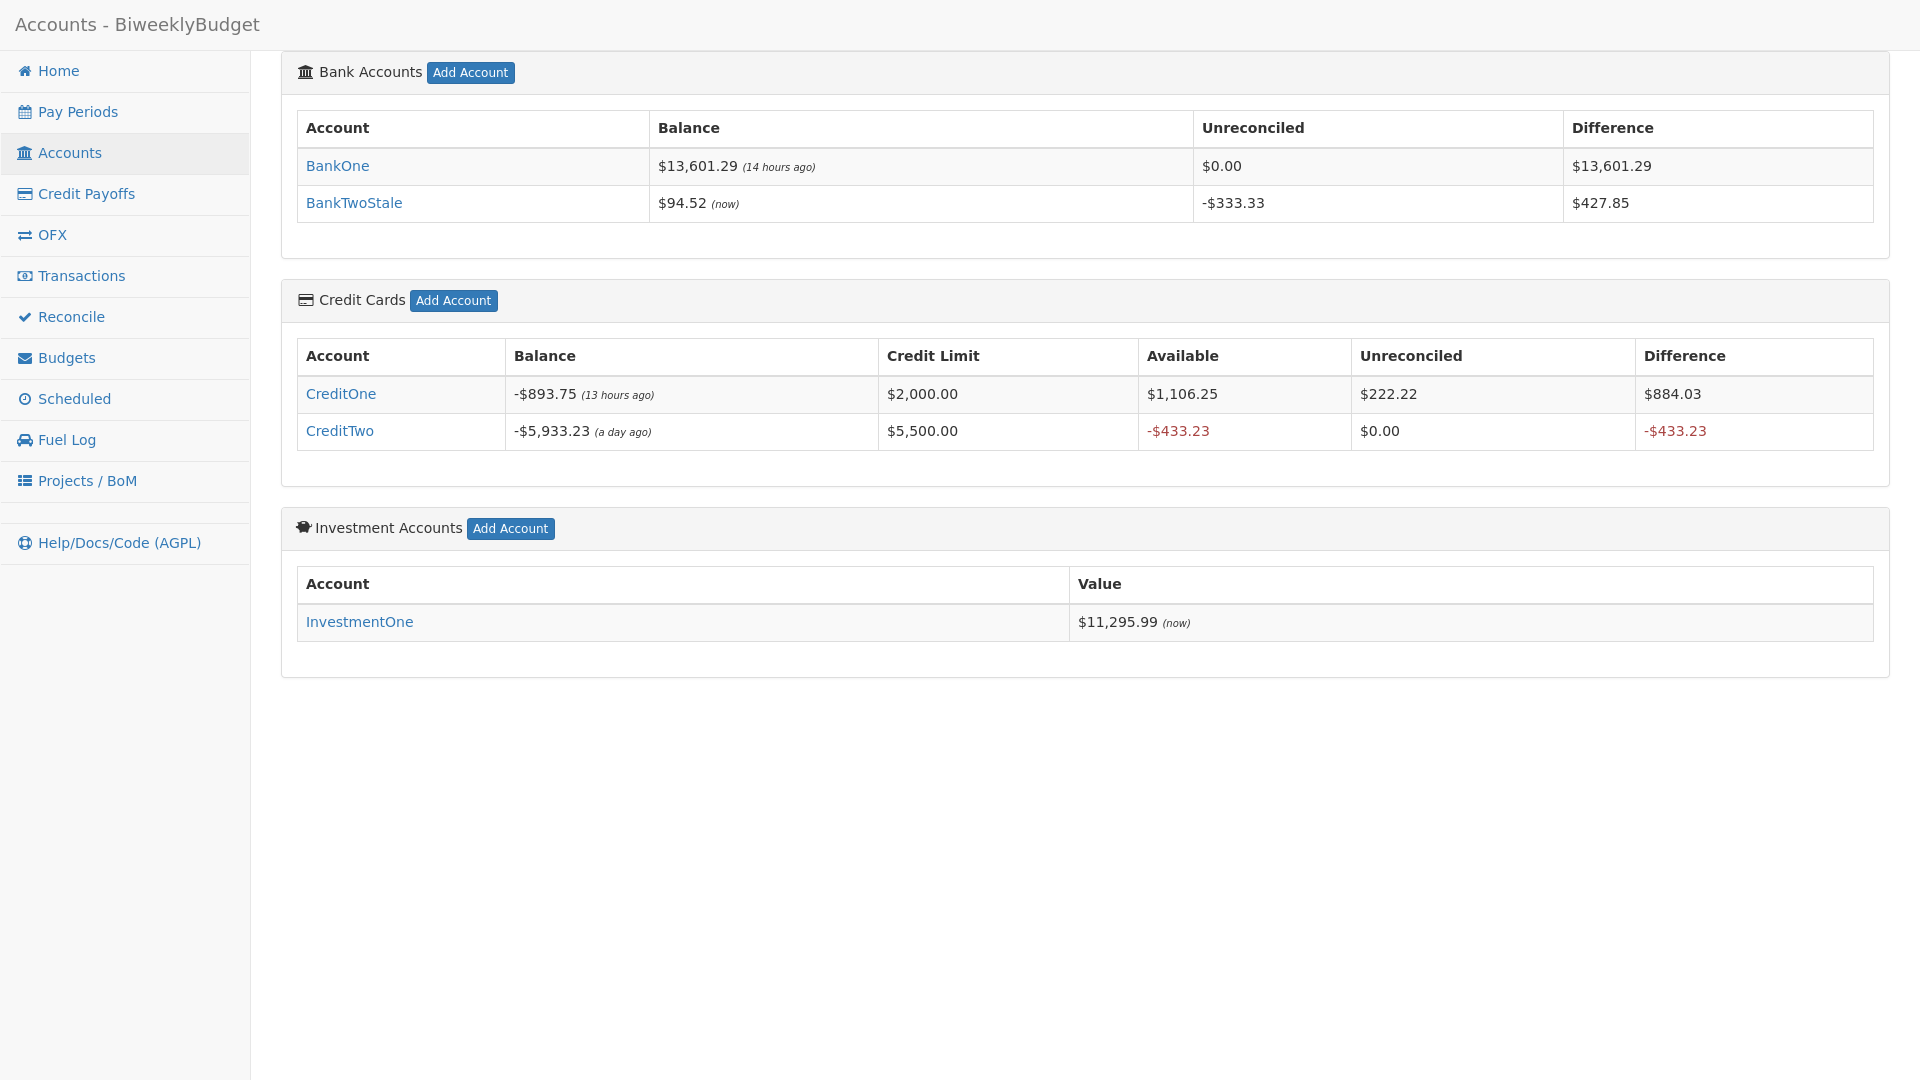 Accounts - BiweeklyBudget
Home
Pay Periods
Accounts
Credit Payoffs
OFX
Transactions
Reconcile
Budgets
Scheduled
Fuel Log
Projects / BoM
Help/Docs/Code (AGPL)
Bank Accounts Add Account
Account Balance Unreconciled Difference
BankOne $13,601.29 (14 hours ago) $0.00 $13,601.29
BankTwoStale $94.52 (now) -$333.33 $427.85
Credit Cards Add Account
Account Balance Credit Limit Available Unreconciled Difference
CreditOne -$893.75 (13 hours ago) $2,000.00 $1,106.25 $222.22 $884.03
CreditTwo -$5,933.23 (a day ago) $5,500.00 -$433.23 $0.00 -$433.23
Investment Accounts Add Account
Account Value
InvestmentOne $11,295.99 (now)